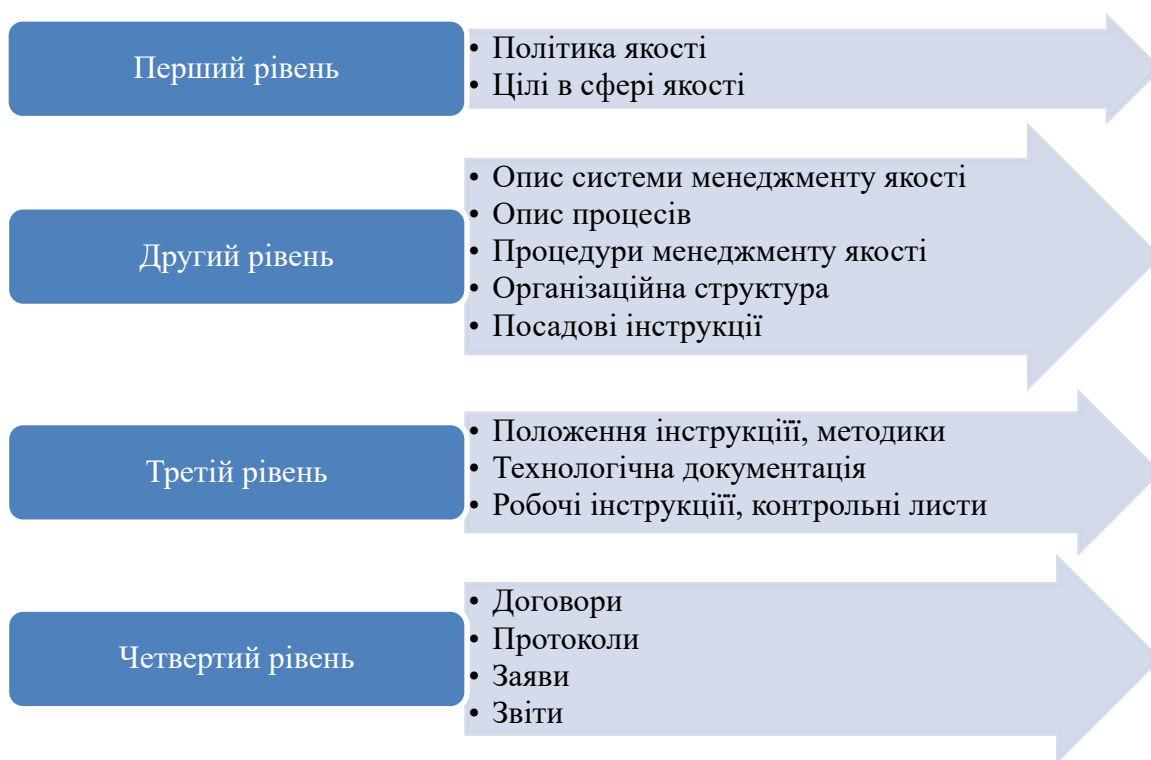 Перший рівень
• Політика якості
• Цілі в сфері якості
Другий рівень
• Опис системи менеджменту якості
• Опис процесів
• Процедури менеджменту якості
• Організаційна структура
• Посадові інструкції
Третій рівень
• Положення інструкціїї, методики
• Технологічна документація
• Робочі інструкціїї, контрольні листи
Четвертий рівень
• Договори
• Протоколи
• Заяви
• Звіти